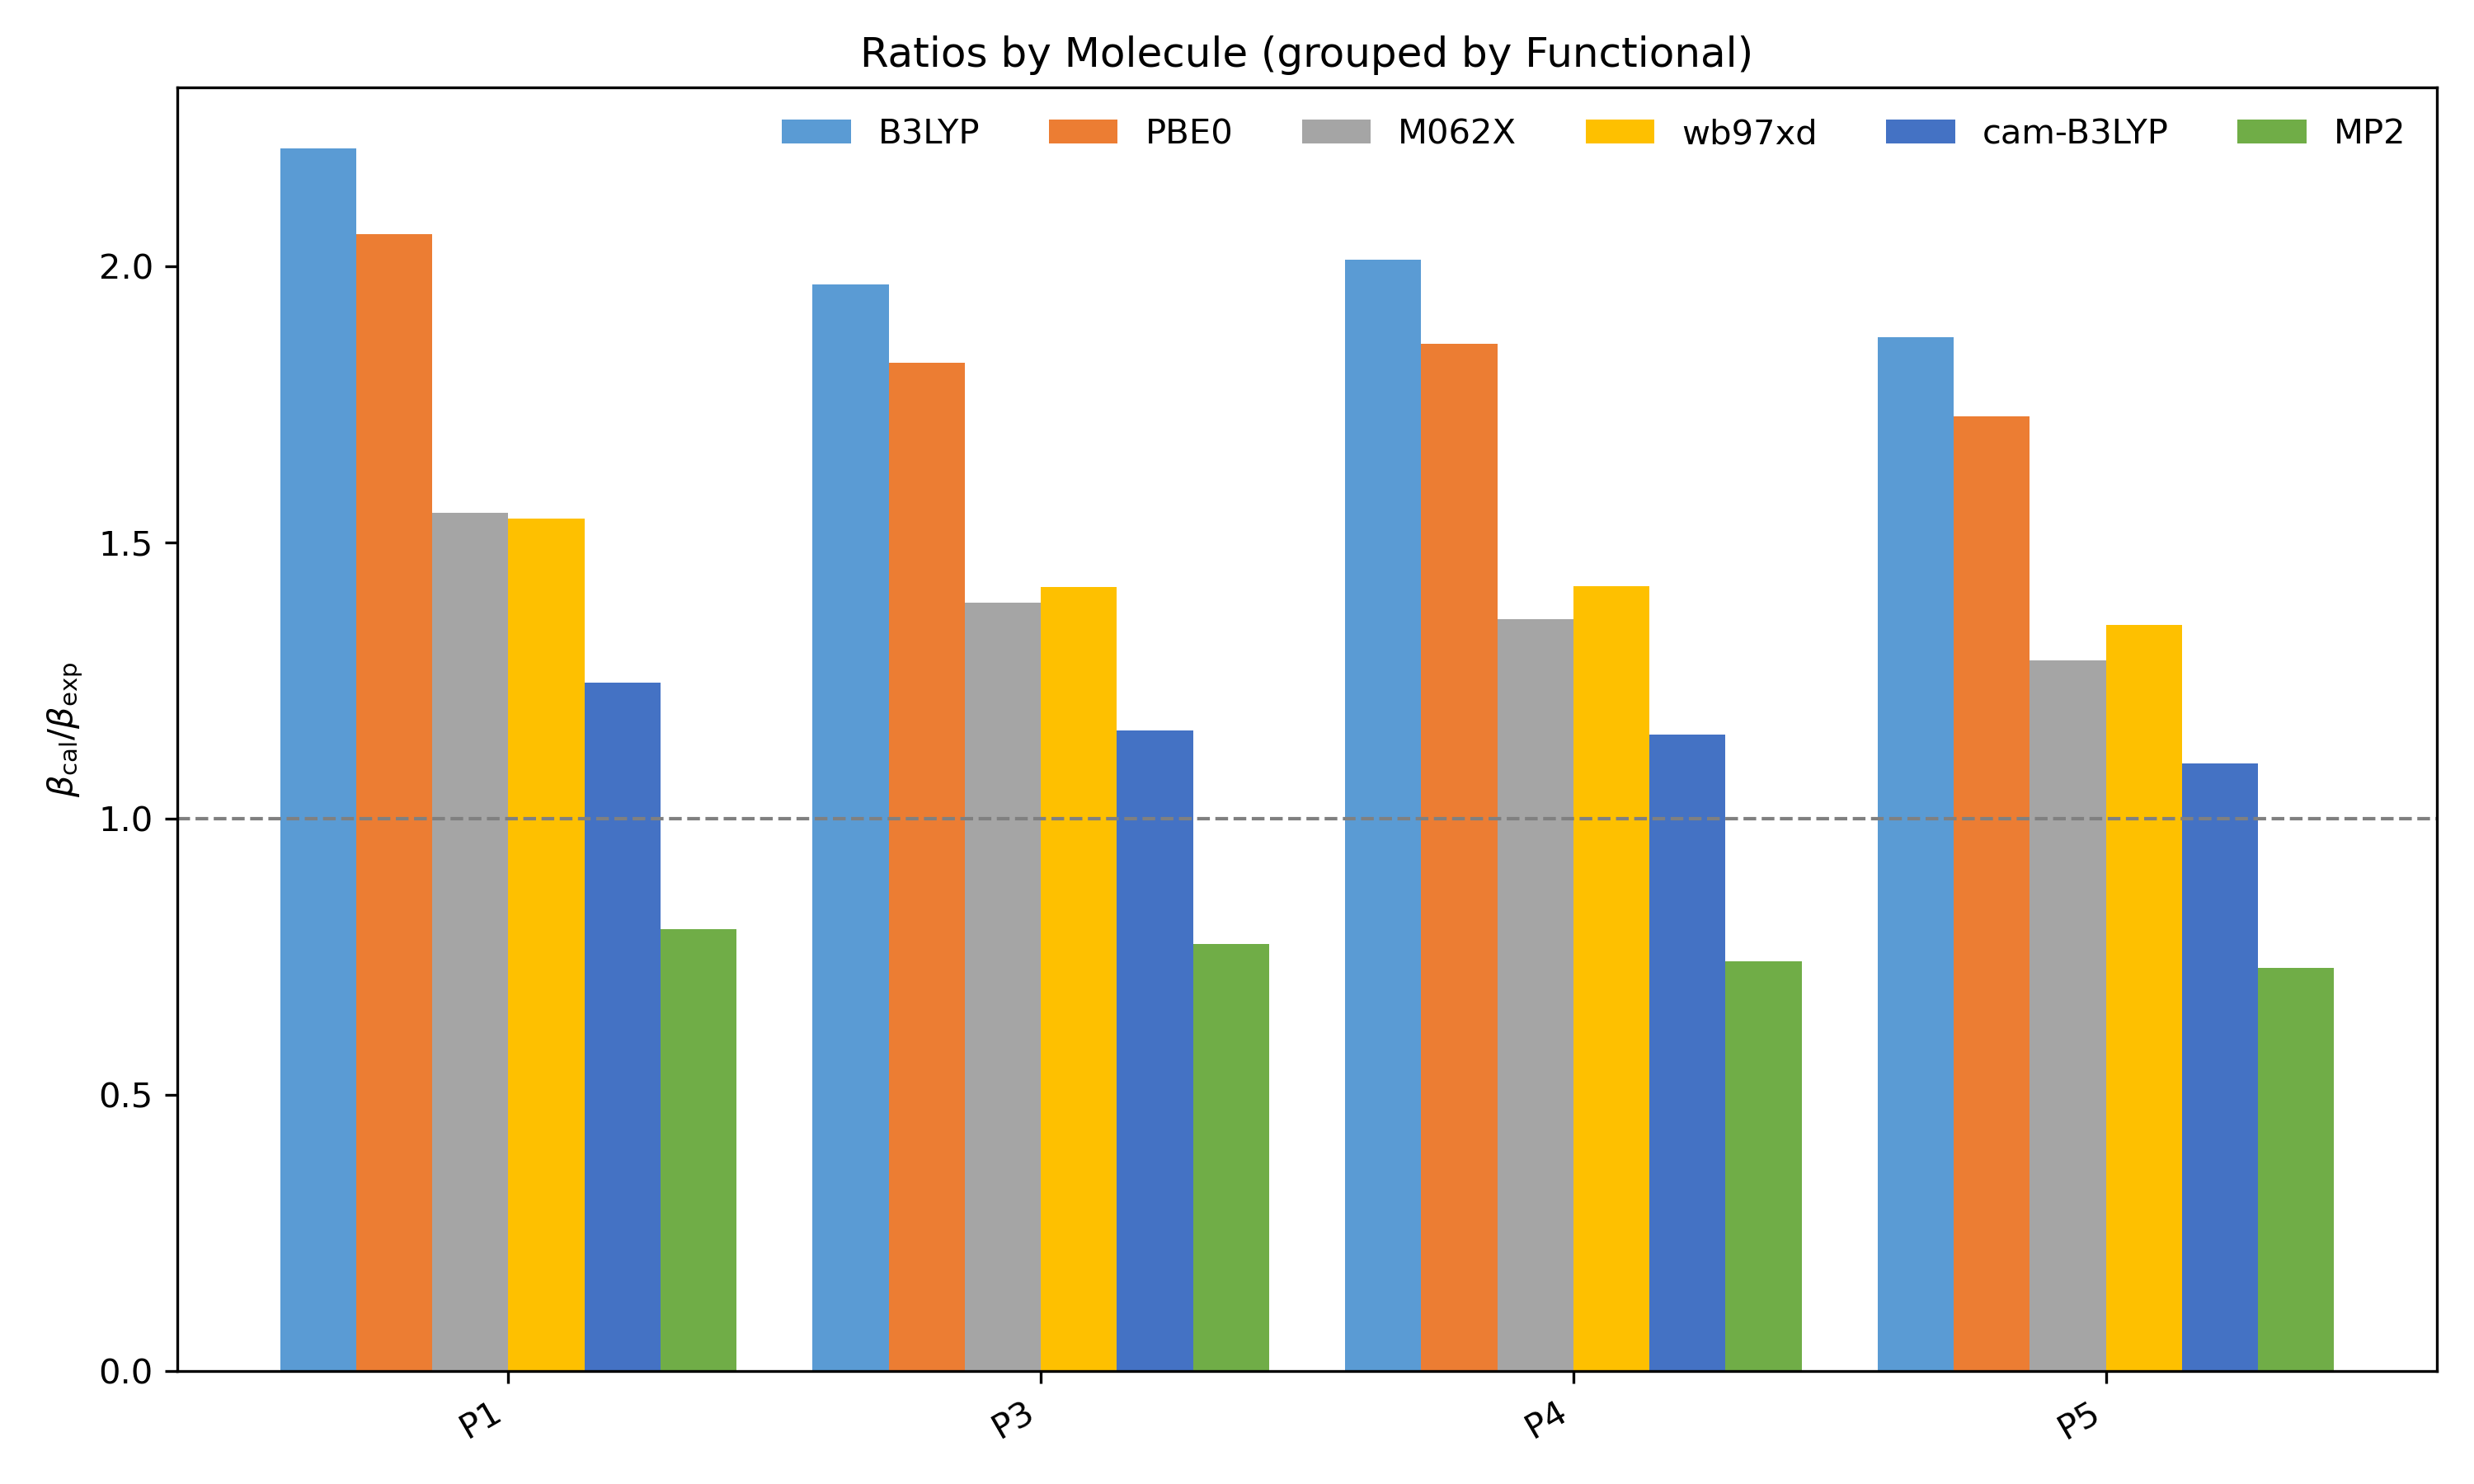 Ratios by Molecule (grouped by Functional)
B3LYP PBE0 M062X wb97xd cam-B3LYP MP2
βcal/βexp
2.0
1.5
1.0
0.5
0.0
P1 P3 P4 P5